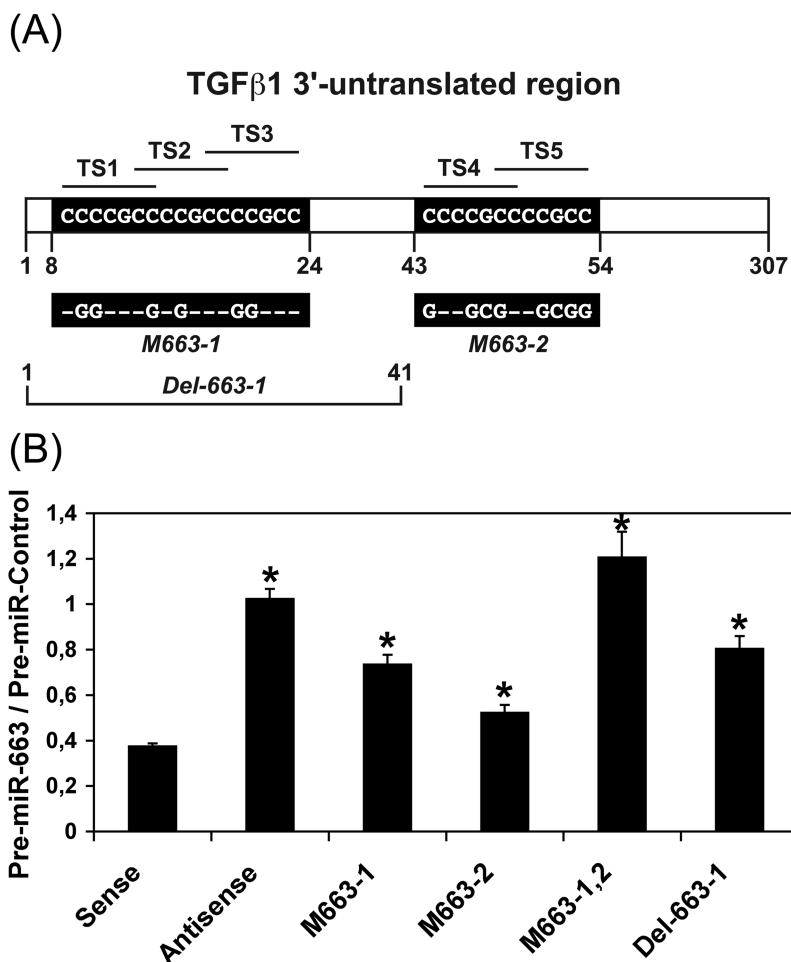 (A)
TGFβ1 3'-untranslated region
TS1 TS2 TS3 TS4 TS5
CCCCGCCCCGCCCCGCC CCCCGCCCCGCC
1 8 24 43 54 307
-GG---G-G---GG--- G--GCG--GCGG
M663-1 M663-2
1 Del-663-1 41
(B)
Pre-miR-663 / Pre-miR-Control
1,4
1,2
1
0,8
0,6
0,4
0,2
0
* * * * *
Sense Antisense M663-1 M663-2 M663-1,2 Del-663-1